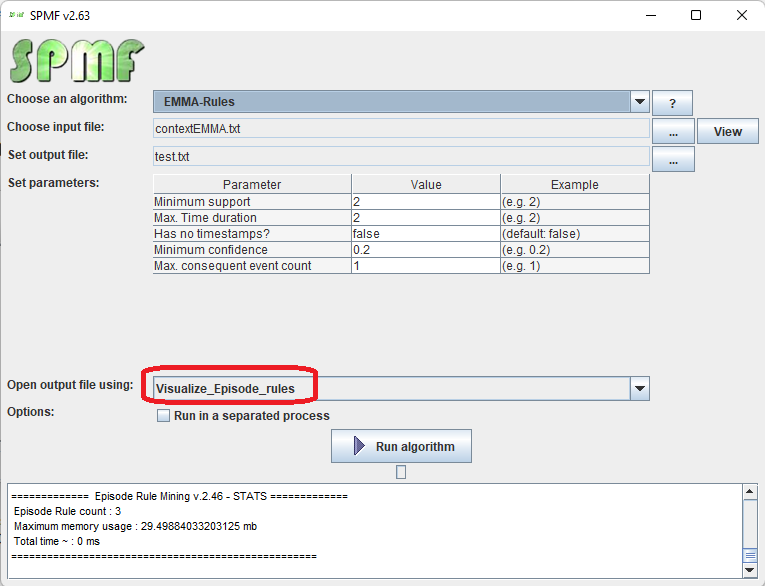 SPMF v2.63
SPMF
Choose an algorithm: EMMA-Rules ?
Choose input file: contextEMMA.txt ... View
Set output file: test.txt ...
Set parameters: Parameter Value Example
Minimum support 2 (e.g. 2)
Max. Time duration 2 (e.g. 2)
Has no timestamps? false (default: false)
Minimum confidence 0.2 (e.g. 0.2)
Max. consequent event count 1 (e.g. 1)
Open output file using: Visualize_Episode_rules
Options: Run in a separated process
Run algorithm
============= Episode Rule Mining v.2.46 - STATS =============
Episode Rule count : 3
Maximum memory usage : 29.49884033203125 mb
Total time ~ : 0 ms
===================================================